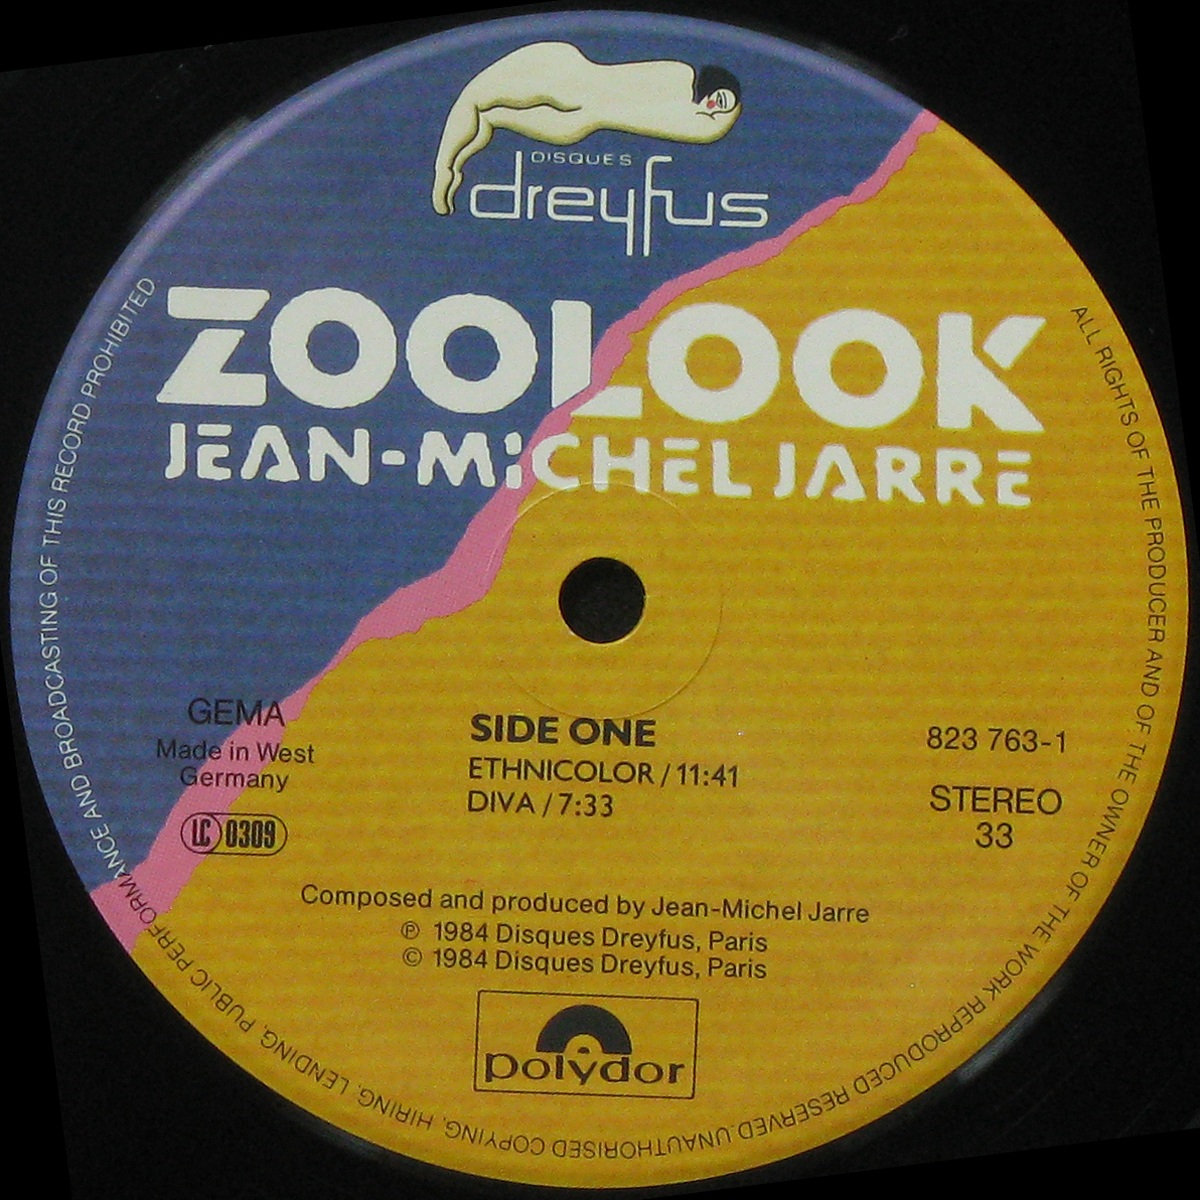 DISQUES
dreyfus
ZOOLOOK
JEAN-MICHEL JARRE
GEMA
Made in West
Germany
LC 0309
SIDE ONE
ETHNICOLOR / 11:41
DIVA / 7:33
823 763-1
STEREO
33
Composed and produced by Jean-Michel Jarre
℗ 1984 Disques Dreyfus, Paris
© 1984 Disques Dreyfus, Paris
polydor
ALL RIGHTS OF THE PRODUCER AND OF THE OWNER OF THE WORK REPRODUCED RESERVED. UNAUTHORISED COPYING, HIRING, LENDING, PUBLIC PERFORMANCE AND BROADCASTING OF THIS RECORD PROHIBITED